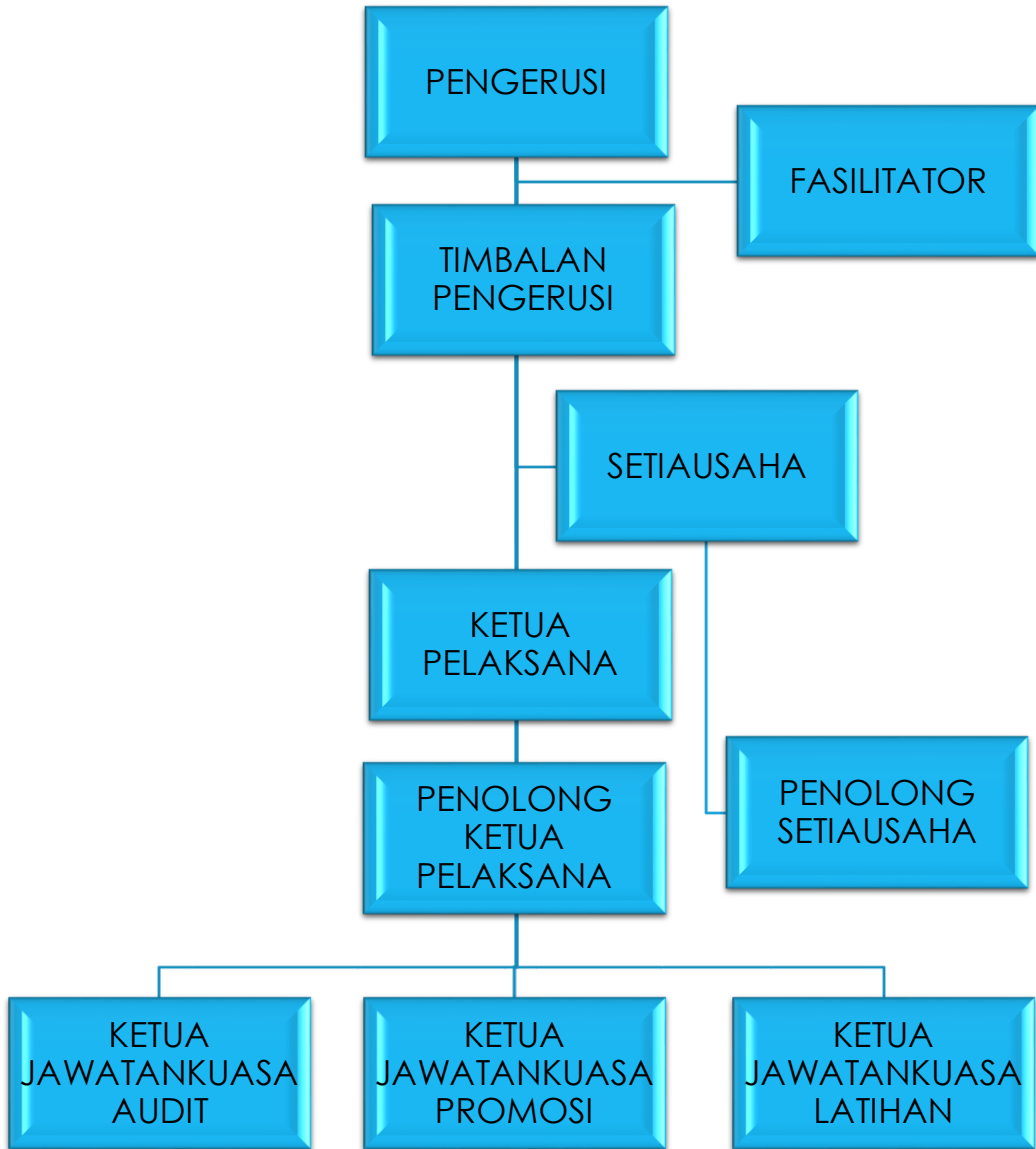 PENGERUSI
FASILITATOR
TIMBALAN
PENGERUSI
SETIAUSAHA
KETUA
PELAKSANA
PENOLONG
KETUA
PELAKSANA
PENOLONG
SETIAUSAHA
KETUA
JAWATANKUASA
AUDIT
KETUA
JAWATANKUASA
PROMOSI
KETUA
JAWATANKUASA
LATIHAN